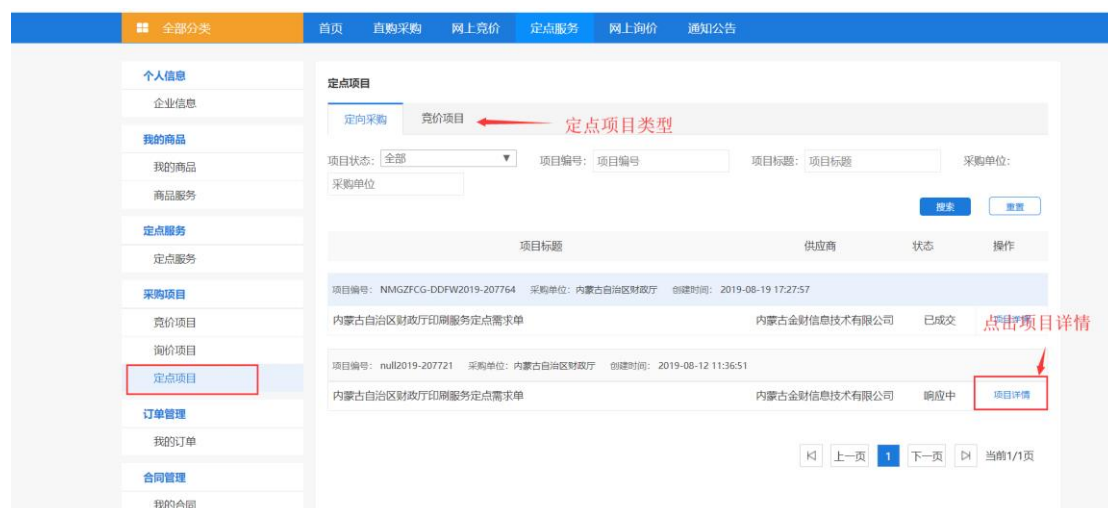 全部分类 首页 直购采购 网上竞价 定点服务 网上询价 通知公告
个人信息
企业信息
我的商品
我的商品
商品服务
定点服务
定点服务
采购项目
竞价项目
询价项目
定点项目
订单管理
我的订单
合同管理
我的合同
定点项目
定向采购 竞价项目 定点项目类型
项目状态: 全部 ▼ 项目编号: 项目编号 项目标题: 项目标题 采购单位:
采购单位
搜索 重置
项目标题 供应商 状态 操作
项目编号: NMGZFCG-DDFW2019-207764 采购单位: 内蒙古自治区财政厅 创建时间: 2019-08-19 17:27:57
内蒙古自治区财政厅印刷服务定点需求单 内蒙古金财信息技术有限公司 已成交
点击项目详情
项目编号: null2019-207721 采购单位: 内蒙古自治区财政厅 创建时间: 2019-08-12 11:36:51
内蒙古自治区财政厅印刷服务定点需求单 内蒙古金财信息技术有限公司 响应中 项目详情
上一页 1 下一页 当前1/1页